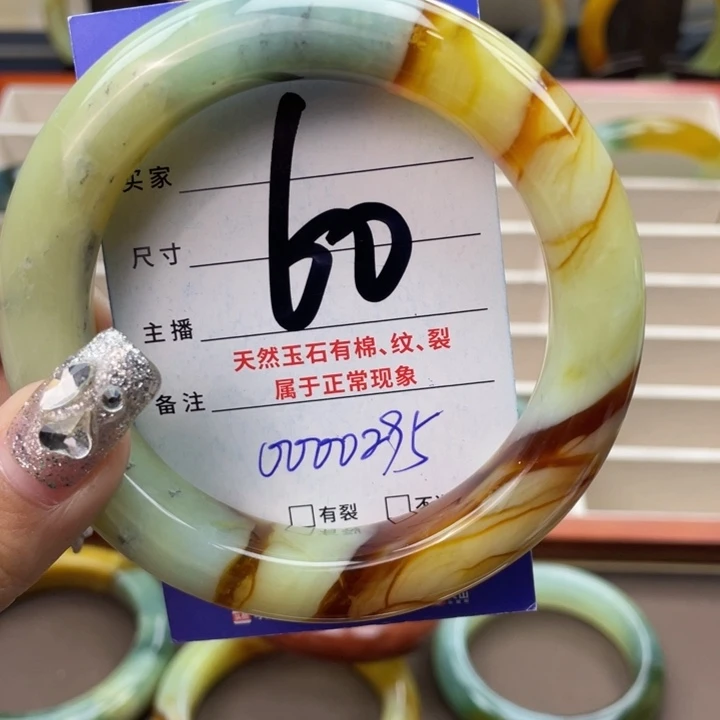 买家
60
尺寸
主播
天然玉石有棉、纹、裂
属于正常现象
备注
0000295
有裂